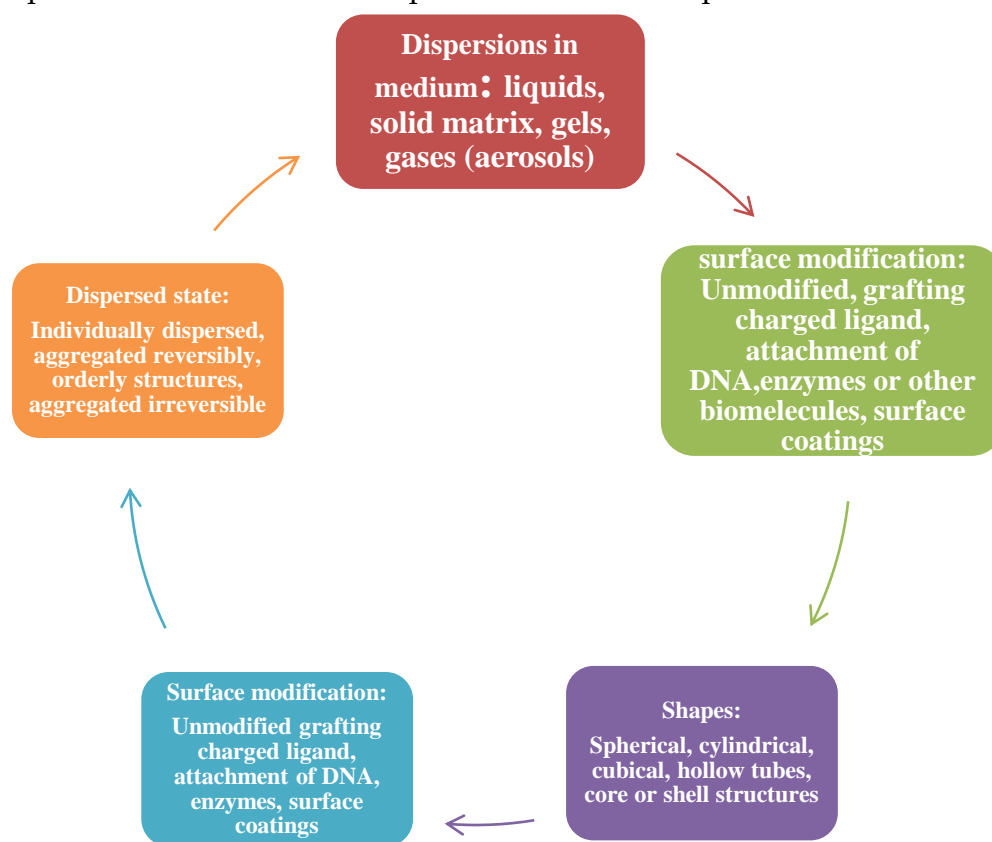 Dispersions in
medium: liquids,
solid matrix, gels,
gases (aerosols)
surface modification:
Unmodified, grafting
charged ligand,
attachment of
DNA,enzymes or other
biomelecules, surface
coatings
Shapes:
Spherical, cylindrical,
cubical, hollow tubes,
core or shell structures
Surface modification:
Unmodified grafting
charged ligand,
attachment of DNA,
enzymes, surface
coatings
Dispersed state:
Individually dispersed,
aggregated reversibly,
orderly structures,
aggregated irreversible